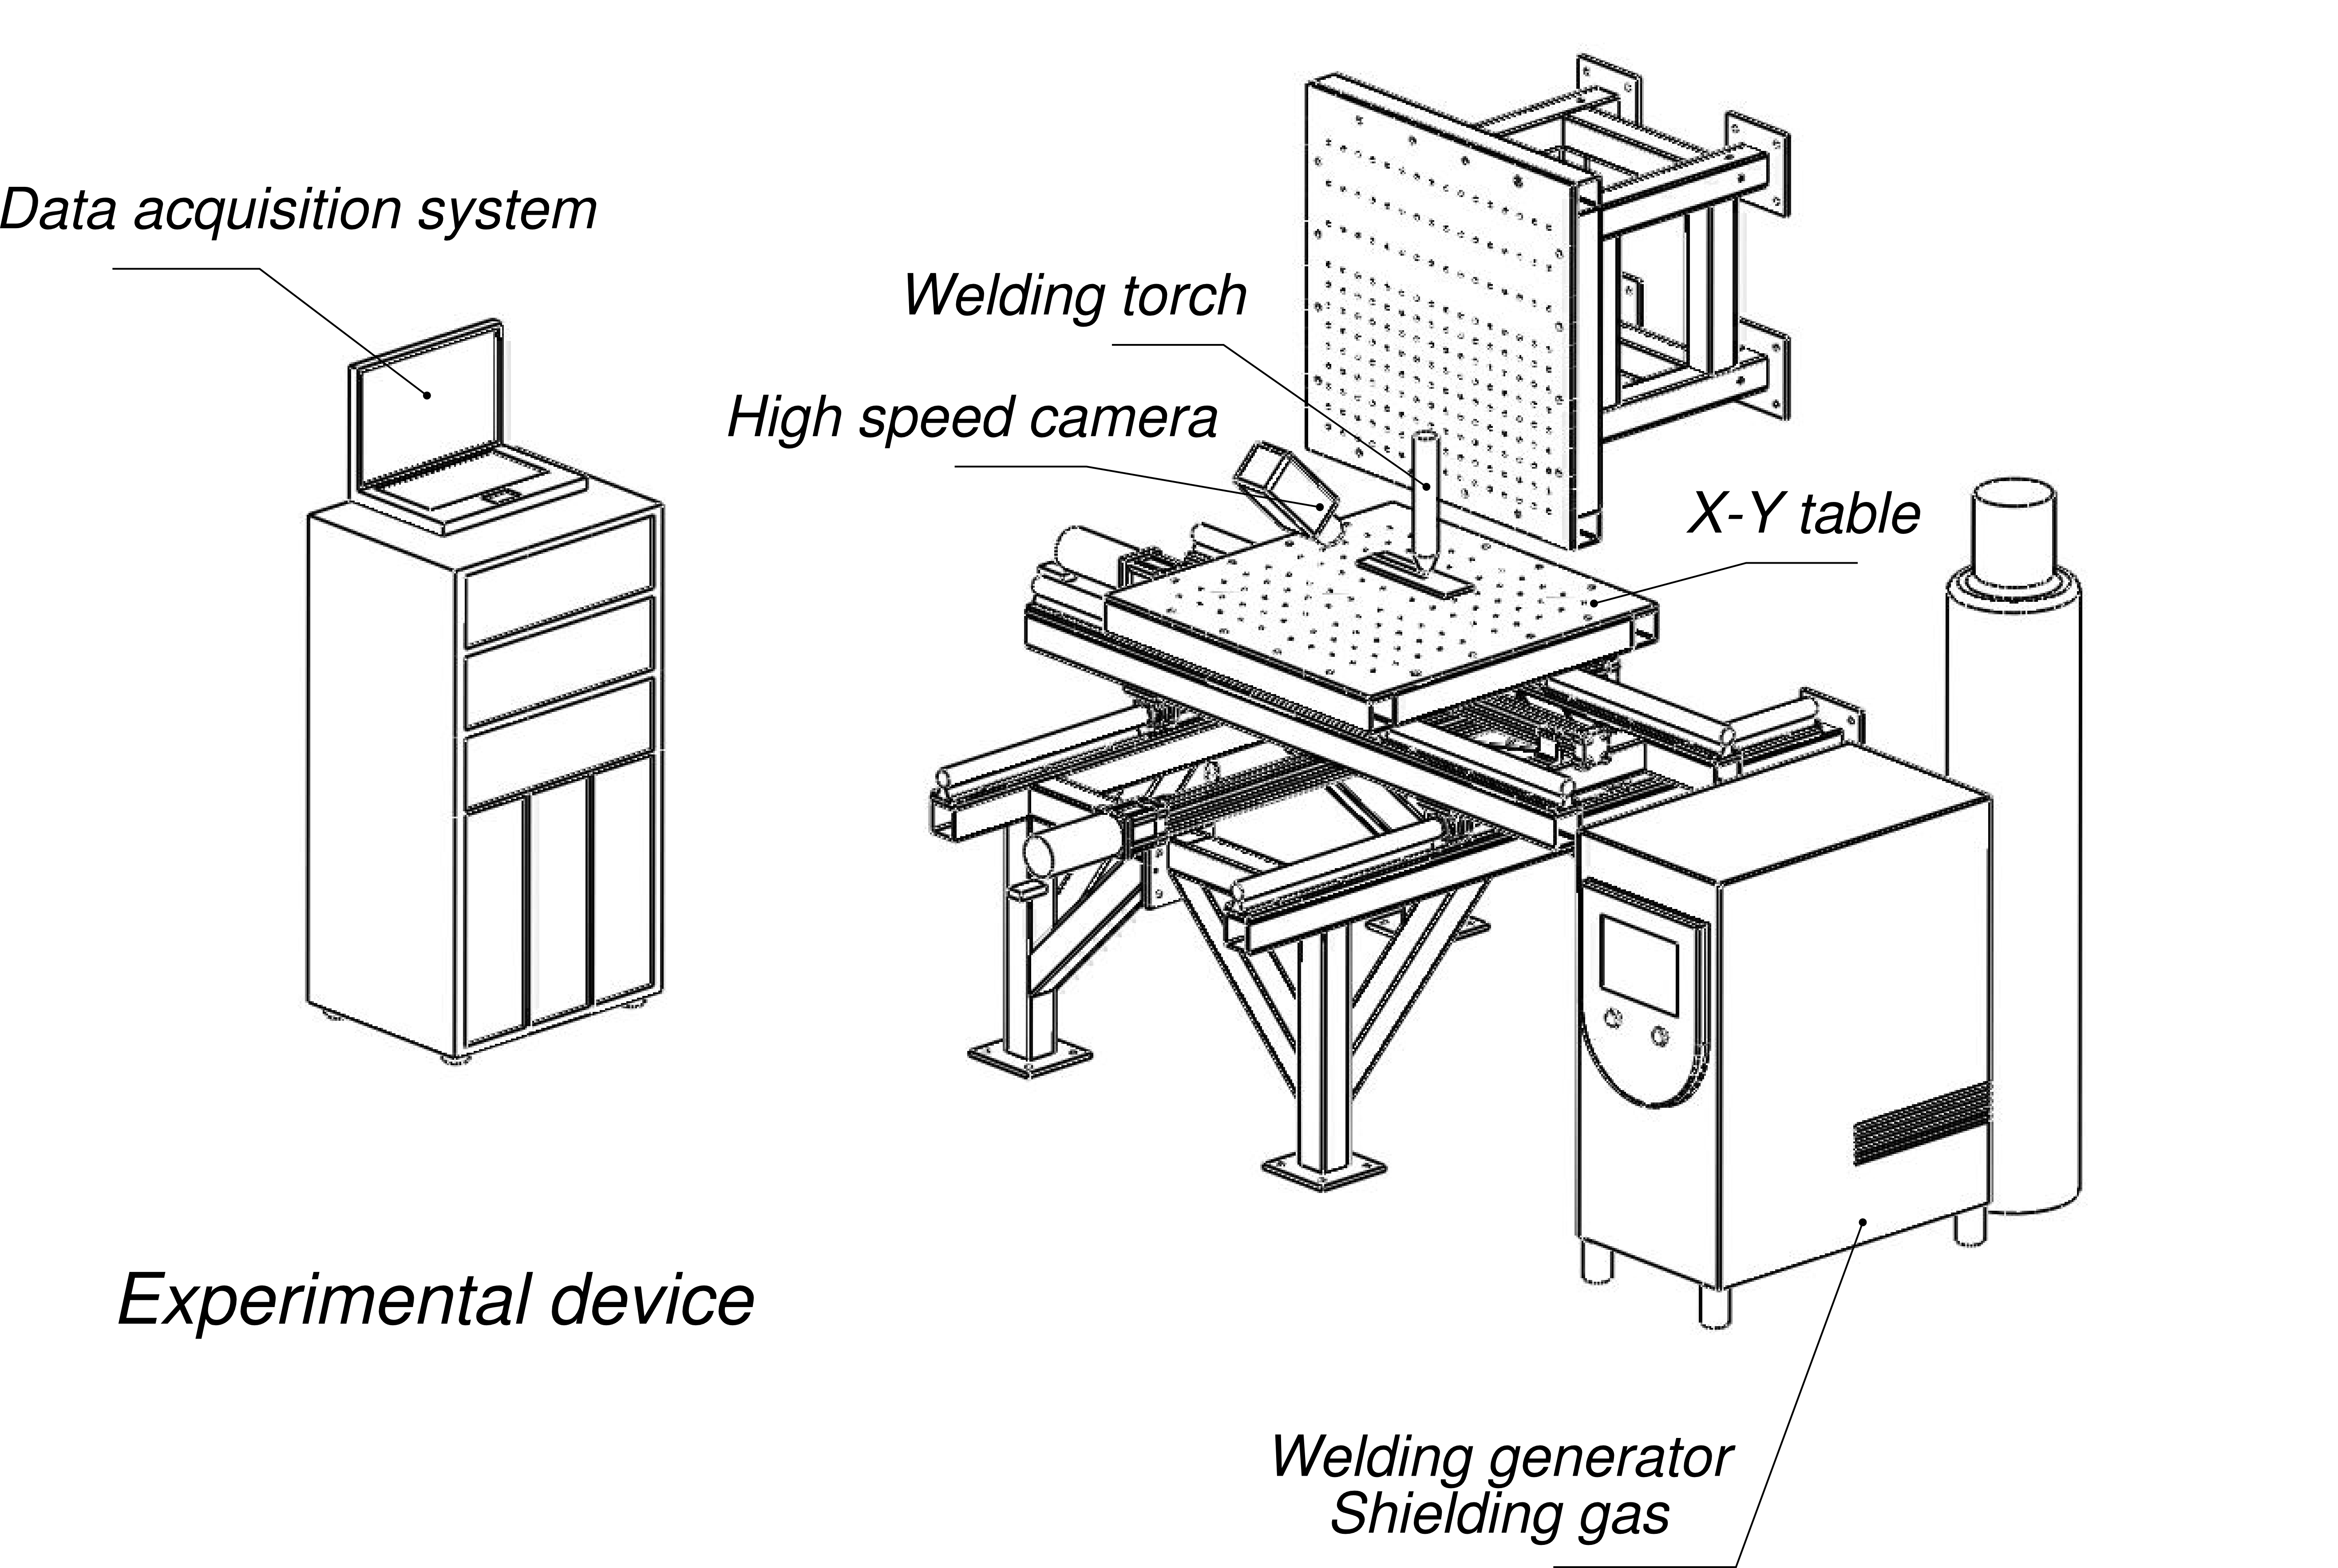 Data acquisition system
Welding torch
High speed camera
X-Y table
Experimental device
Welding generator
Shielding gas